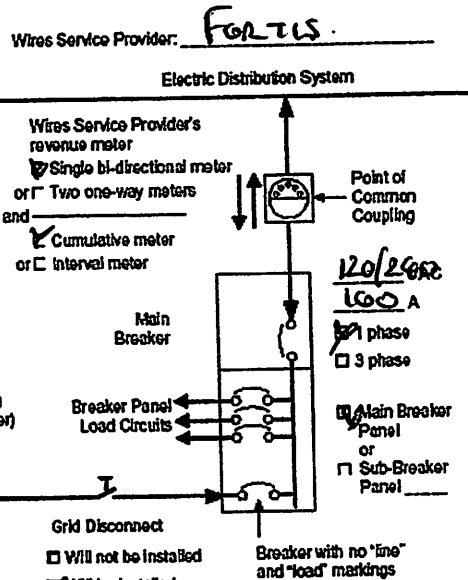 Wires Service Provider: FORTIS.
Electric Distribution System
Wires Service Provider's
revenue meter
Single bi-directional meter
or Two one-way meters
and
Cumulative meter
or Interval meter
Point of
Common
Coupling
120/240
100 A
1 phase
3 phase
Main
Breaker
Breaker Panel
Load Circuits
Main Breaker
Panel
or
Sub-Breaker
Panel
Grid Disconnect
Will not be installed
Breaker with no "line"
and "load" markings